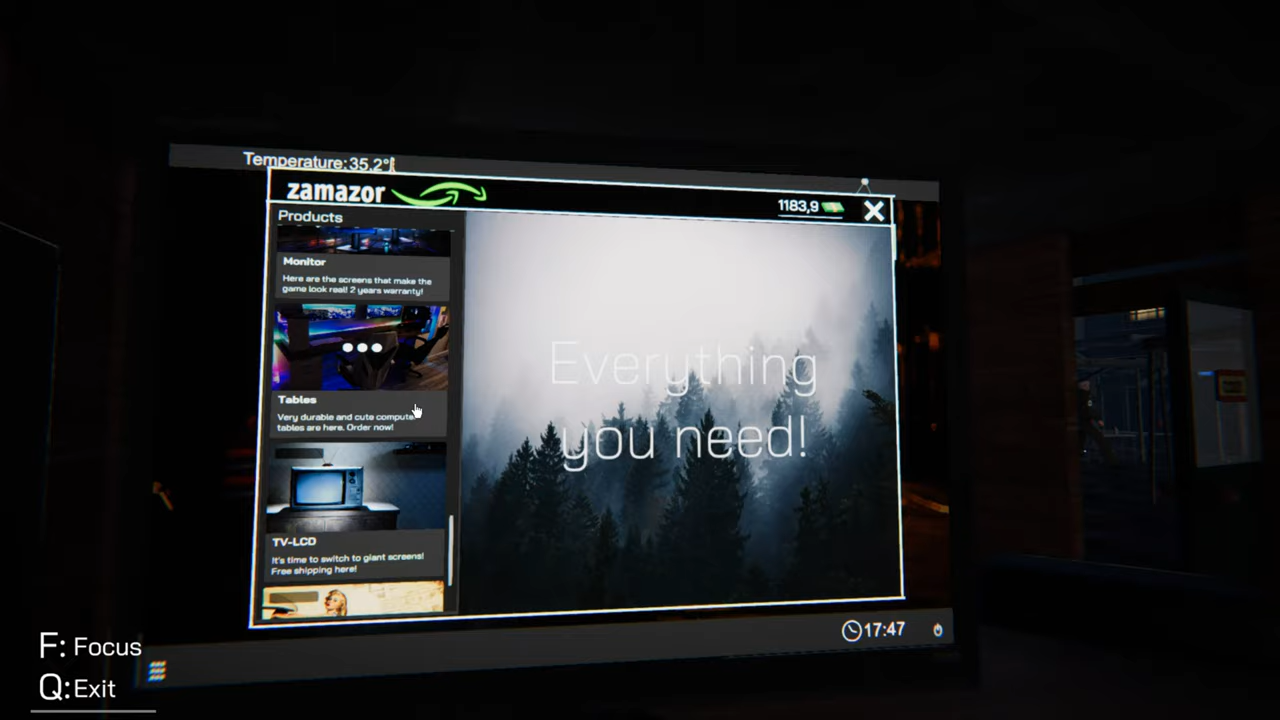 Temperature: 35.2°
zamazor
1183,9
Products
Monitor
Here are the screens that make the
game look real! 2 years warranty!
Tables
Very durable and cute computer
tables are here. Order now!
TV-LCD
It's time to switch to giant screens!
Free shipping here!
Everything
you need!
17:47
F: Focus
Q: Exit